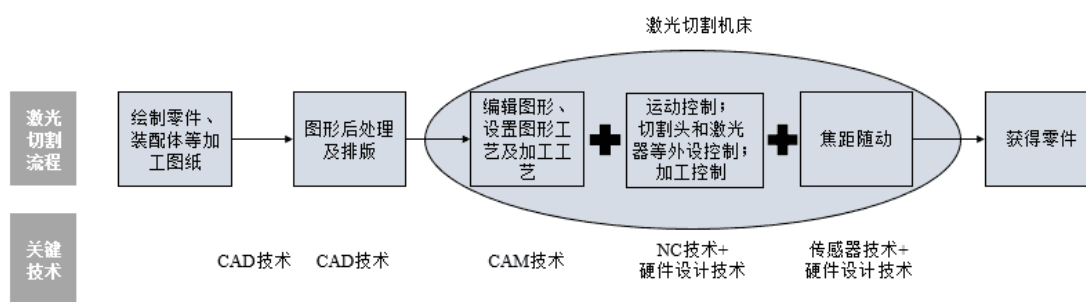 激光切割机床
激光
切割
流程
绘制零件、
装配体等加
工图纸
图形后处理
及排版
编辑图形、
设置图形工
艺及加工工
艺
运动控制；
切割头和激光
器等外设控制；
加工控制
焦距随动
获得零件
关键
技术
CAD技术
CAD技术
CAM技术
NC技术+
硬件设计技术
传感器技术+
硬件设计技术